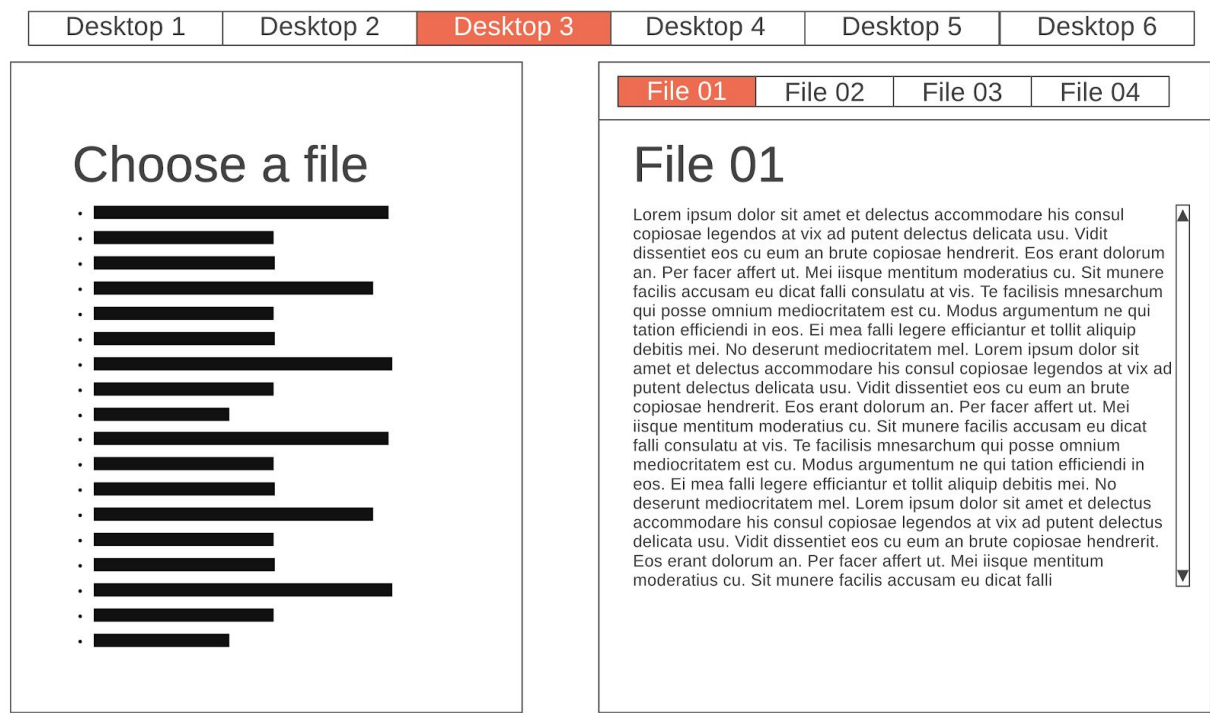 Desktop 1 Desktop 2 Desktop 3 Desktop 4 Desktop 5 Desktop 6
Choose a file
File 01 File 02 File 03 File 04
File 01
Lorem ipsum dolor sit amet et delectus accommodare his consul
copiosae legendos at vix ad putent delectus delicata usu. Vidit
dissentiet eos cu eum an brute copiosae hendrerit. Eos erant dolorum
an. Per facer affert ut. Mei iisque mentitum moderatius cu. Sit munere
facilis accusam eu dicat falli consulatu at vis. Te facilisis mnesarchum
qui posse omnium mediocritatem est cu. Modus argumentum ne qui
tation efficiendi in eos. Ei mea falli legere efficiantur et tollit aliquip
debitis mei. No deserunt mediocritatem mel. Lorem ipsum dolor sit
amet et delectus accommodare his consul copiosae legendos at vix ad
putent delectus delicata usu. Vidit dissentiet eos cu eum an brute
copiosae hendrerit. Eos erant dolorum an. Per facer affert ut. Mei
iisque mentitum moderatius cu. Sit munere facilis accusam eu dicat
falli consulatu at vis. Te facilisis mnesarchum qui posse omnium
mediocritatem est cu. Modus argumentum ne qui tation efficiendi in
eos. Ei mea falli legere efficiantur et tollit aliquip debitis mei. No
deserunt mediocritatem mel. Lorem ipsum dolor sit amet et delectus
accommodare his consul copiosae legendos at vix ad putent delectus
delicata usu. Vidit dissentiet eos cu eum an brute copiosae hendrerit.
Eos erant dolorum an. Per facer affert ut. Mei iisque mentitum
moderatius cu. Sit munere facilis accusam eu dicat falli